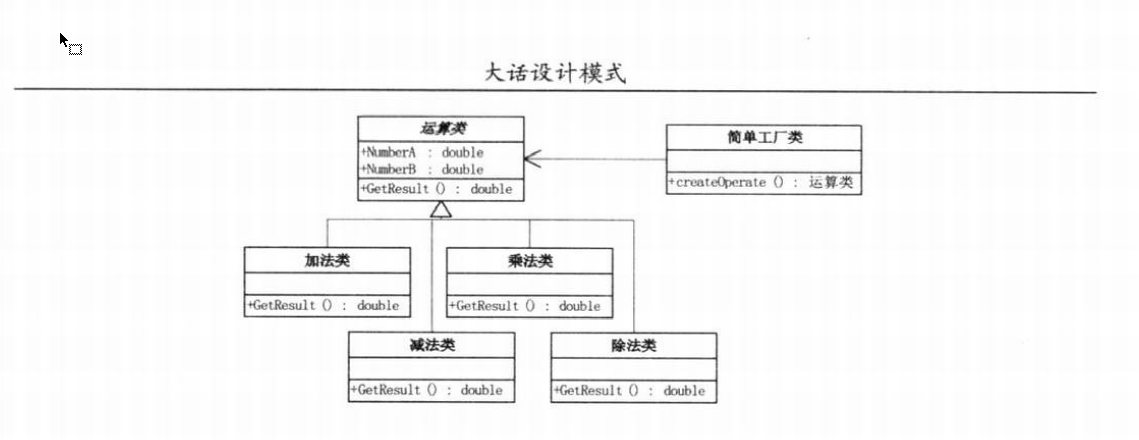 大话设计模式
运算类
+NumberA : double
+NumberB : double
+GetResult () : double
简单工厂类
+createOperate () : 运算类
加法类
+GetResult () : double
乘法类
+GetResult () : double
减法类
+GetResult () : double
除法类
+GetResult () : double